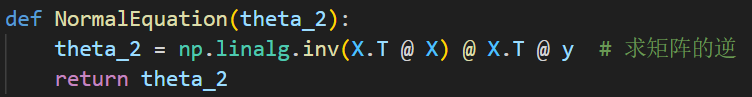 def NormalEquation(theta_2):
    theta_2 = np.linalg.inv(X.T @ X) @ X.T @ y  # 求矩阵的逆
    return theta_2